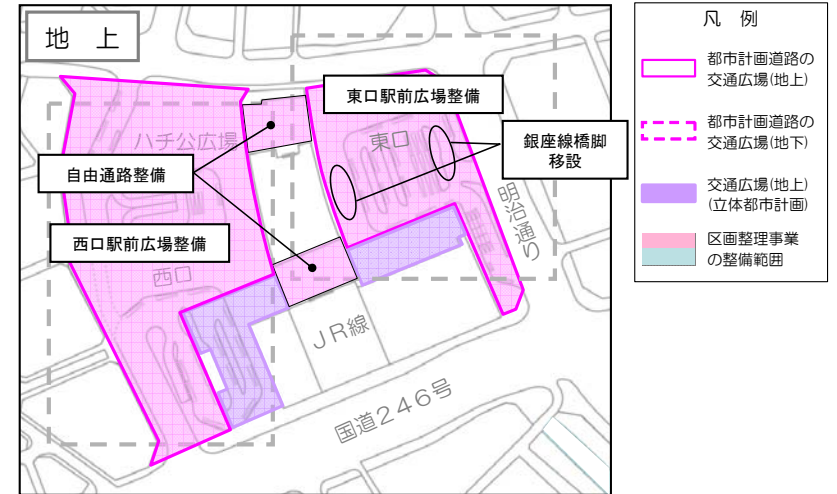 地 上
東口駅前広場整備
ハチ公広場
東口
銀座線橋脚
移設
自由通路整備
明治通り
西口駅前広場整備
西口
JR線
国道246号
凡 例
都市計画道路の
交通広場(地上)
都市計画道路の
交通広場(地下)
交通広場(地上)
(立体都市計画)
区画整理事業
の整備範囲